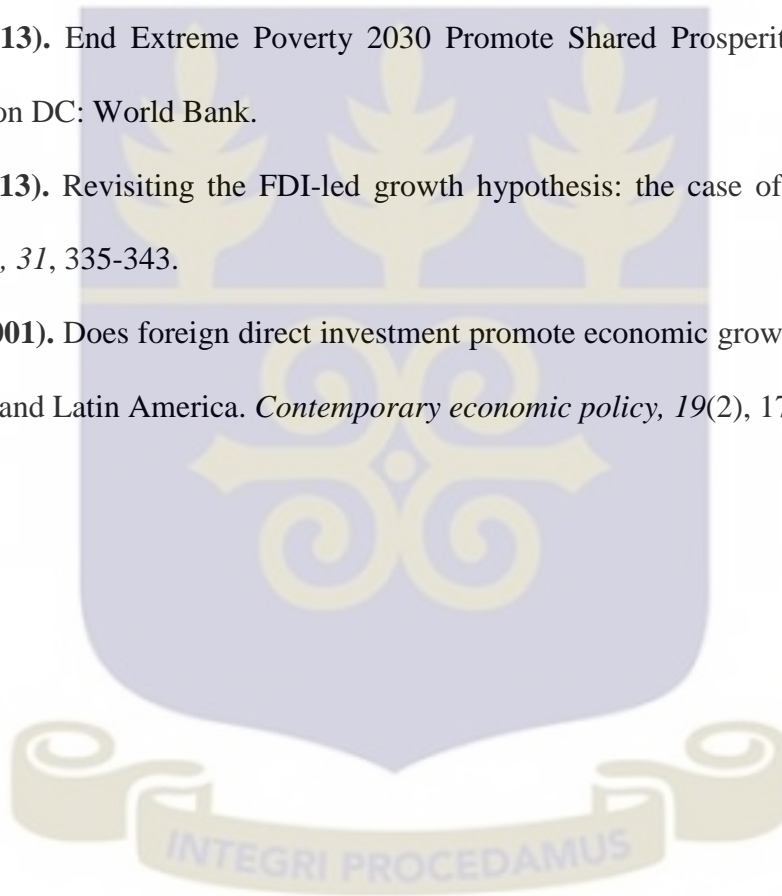 13). End Extreme Poverty 2030 Promote Shared Prosperit
on DC: World Bank.
13). Revisiting the FDI-led growth hypothesis: the case of
, 31, 335-343.
001). Does foreign direct investment promote economic grow
and Latin America. Contemporary economic policy, 19(2), 17
INTEGRI PROCEDAMUS